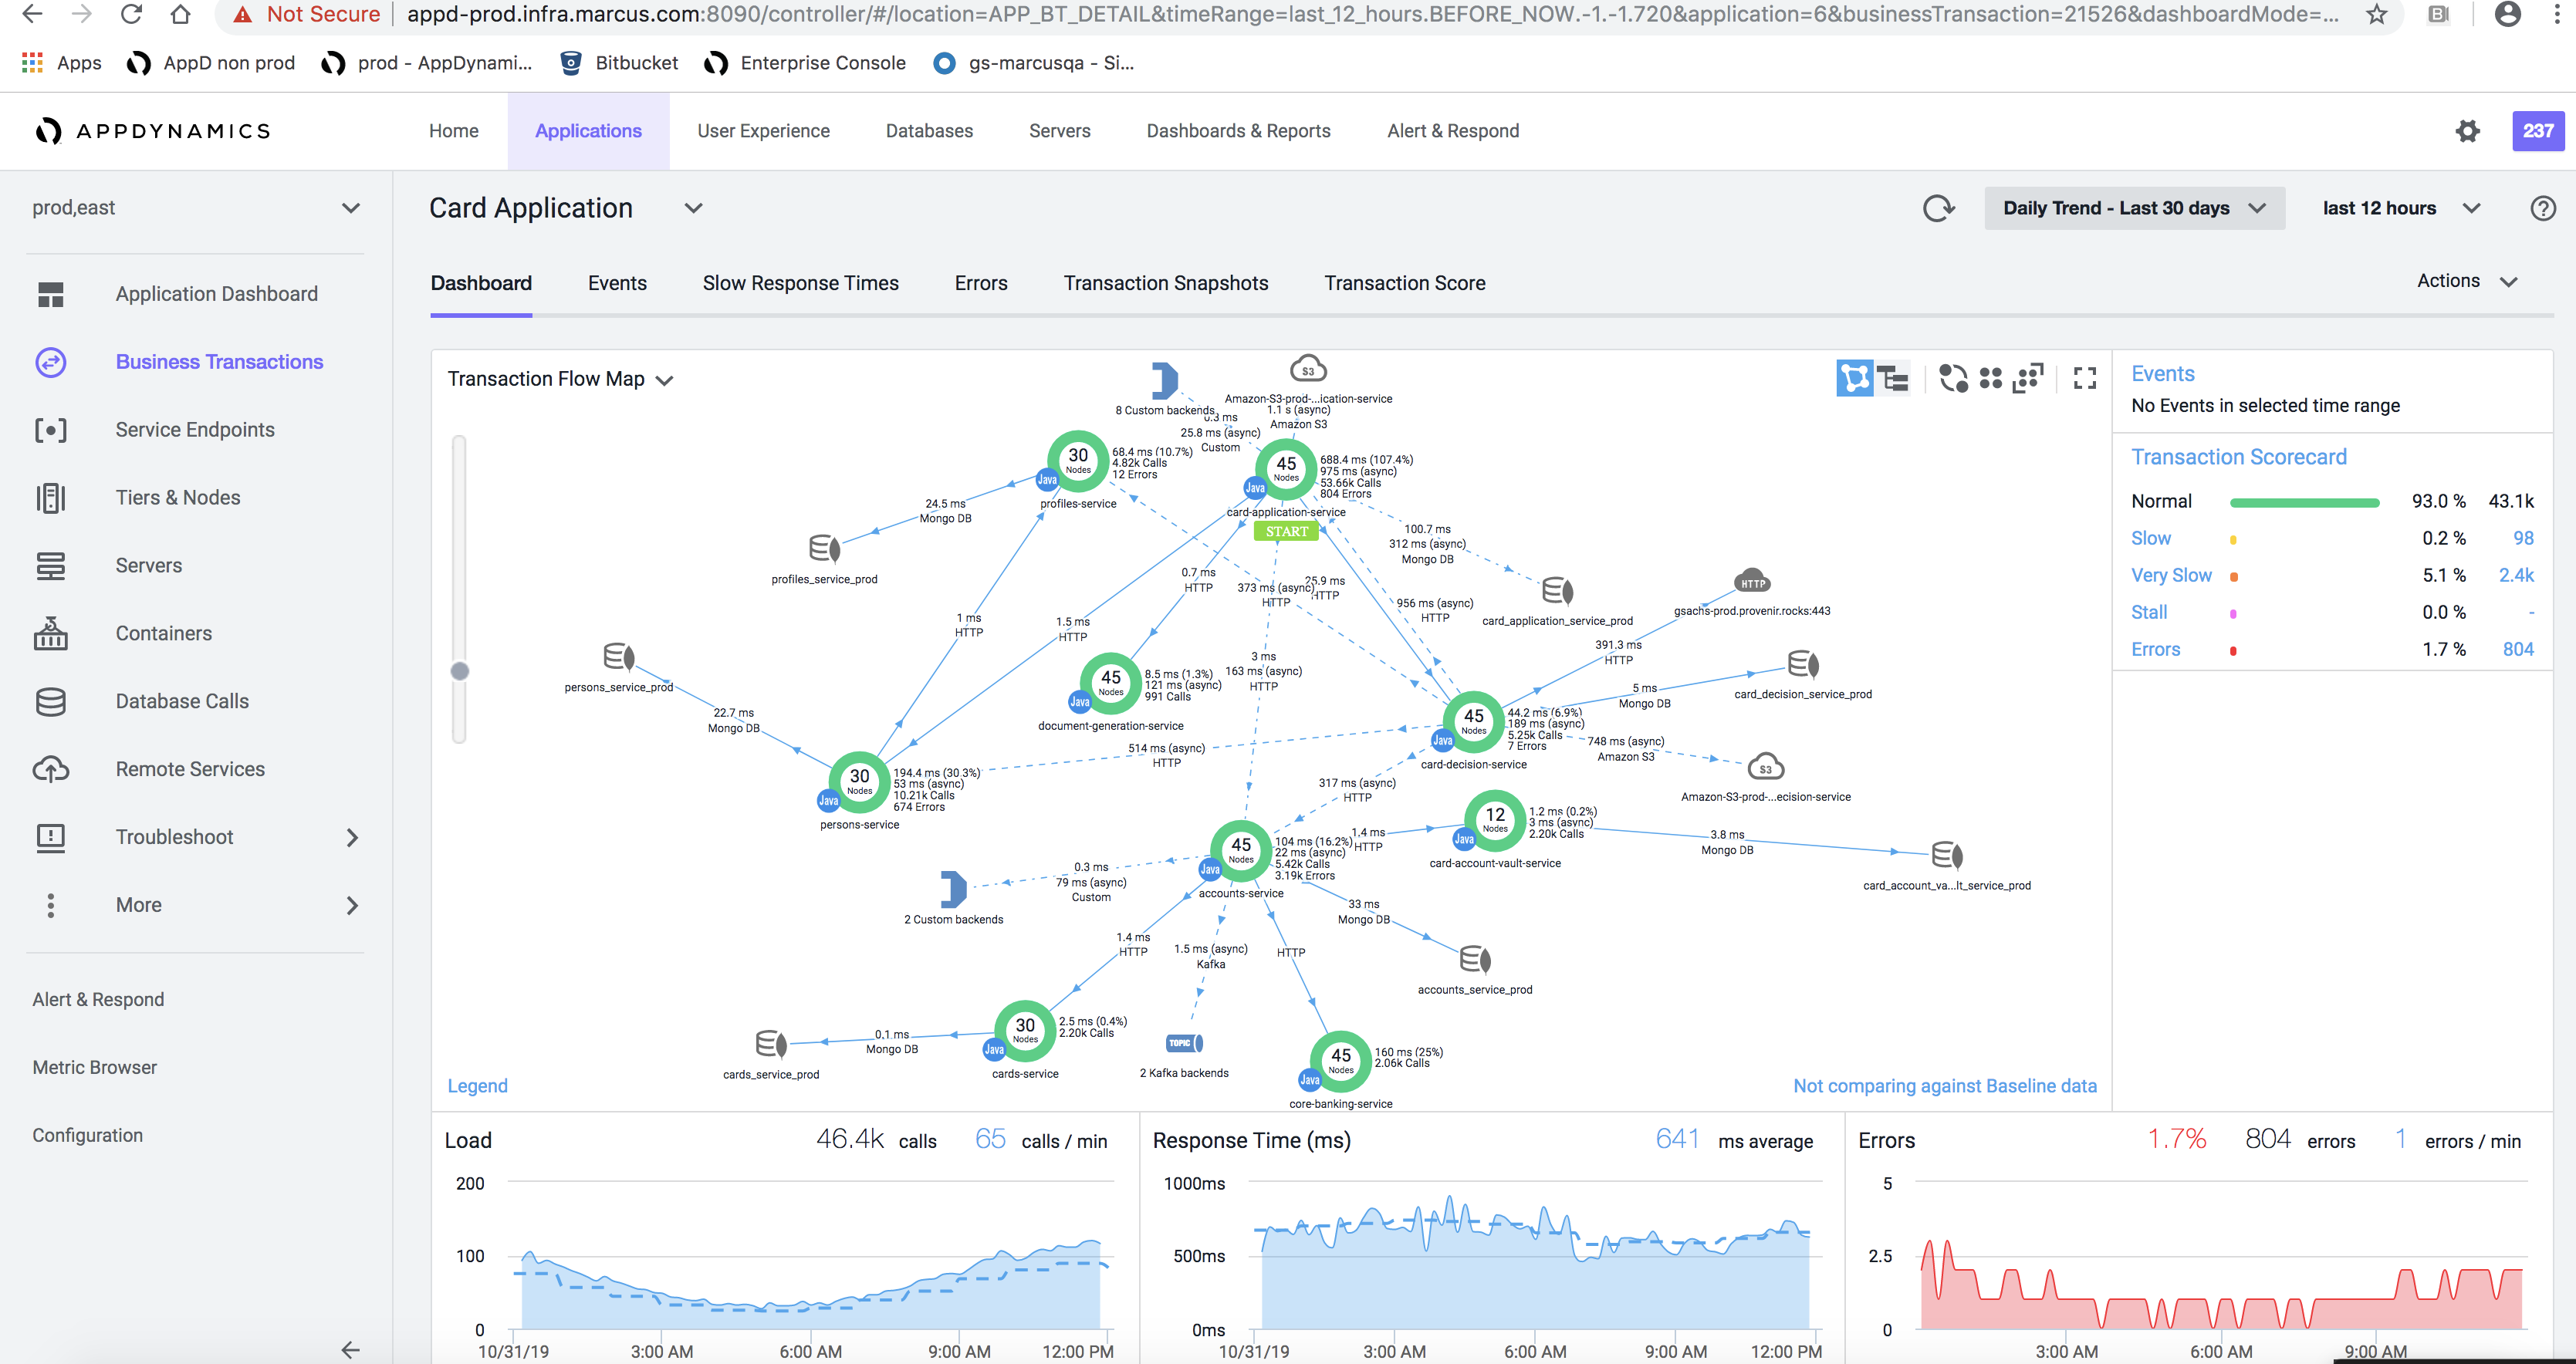 Not Secure | appd-prod.infra.marcus.com:8090/controller/#/location=APP_BT_DETAIL&timeRange=last_12_hours.BEFORE_NOW.-1.-1.720&application=6&businessTransaction=21526&dashboardMode=...
Apps AppD non prod prod - AppDynami... Bitbucket Enterprise Console gs-marcusqa - Si...
APPDYNAMICS Home Applications User Experience Databases Servers Dashboards & Reports Alert & Respond 237
prod,east
Application Dashboard
Business Transactions
Service Endpoints
Tiers & Nodes
Servers
Containers
Database Calls
Remote Services
Troubleshoot
More
Alert & Respond
Metric Browser
Configuration
Card Application Daily Trend - Last 30 days last 12 hours
Dashboard Events Slow Response Times Errors Transaction Snapshots Transaction Score Actions
Transaction Flow Map
8 Custom backends
0.3 ms
25.8 ms (async)
Custom
S3
Amazon-S3-prod-...ication-service
1.1 s (async)
Amazon S3
30
Nodes
Java
68.4 ms (10.7%)
4.82k Calls
12 Errors
profiles-service
45
Nodes
Java
688.4 ms (107.4%)
975 ms (async)
53.66k Calls
804 Errors
card-application-service
START
24.5 ms
Mongo DB
profiles_service_prod
100.7 ms
312 ms (async)
Mongo DB
card_application_service_prod
0.7 ms
HTTP
373 ms (async)
HTTP
25.9 ms
HTTP
956 ms (async)
HTTP
HTTP
gsachs-prod.provenir.rocks:443
391.3 ms
HTTP
1 ms
HTTP
1.5 ms
HTTP
3 ms
163 ms (async)
HTTP
persons_service_prod
22.7 ms
Mongo DB
45
Nodes
Java
8.5 ms (1.3%)
121 ms (async)
991 Calls
document-generation-service
5 ms
Mongo DB
card_decision_service_prod
45
Nodes
Java
44.2 ms (6.9%)
189 ms (async)
5.25k Calls
7 Errors
card-decision-service
748 ms (async)
Amazon S3
S3
Amazon-S3-prod-...ecision-service
514 ms (async)
HTTP
30
Nodes
Java
194.4 ms (30.3%)
53 ms (async)
10.21k Calls
674 Errors
persons-service
317 ms (async)
HTTP
12
Nodes
Java
1.2 ms (0.2%)
3 ms (async)
2.20k Calls
card-account-vault-service
3.8 ms
Mongo DB
card_account_va...lt_service_prod
45
Nodes
Java
104 ms (16.2%)
22 ms (async)
5.42k Calls
3.19k Errors
accounts-service
1.4 ms
HTTP
0.3 ms
79 ms (async)
Custom
2 Custom backends
33 ms
Mongo DB
accounts_service_prod
1.4 ms
HTTP
1.5 ms (async)
Kafka
HTTP
TOPIC
2 Kafka backends
30
Nodes
Java
2.5 ms (0.4%)
2.20k Calls
cards-service
0.1 ms
Mongo DB
cards_service_prod
45
Nodes
Java
160 ms (25%)
2.06k Calls
core-banking-service
Legend
Not comparing against Baseline data
Events
No Events in selected time range
Transaction Scorecard
Normal 93.0 % 43.1k
Slow 0.2 % 98
Very Slow 5.1 % 2.4k
Stall 0.0 % -
Errors 1.7 % 804
Load 46.4k calls 65 calls / min
200
100
0
10/31/19 3:00 AM 6:00 AM 9:00 AM 12:00 PM
Response Time (ms) 641 ms average
1000ms
500ms
0ms
10/31/19 3:00 AM 6:00 AM 9:00 AM 12:00 PM
Errors 1.7% 804 errors 1 errors / min
5
2.5
0
3:00 AM 6:00 AM 9:00 AM